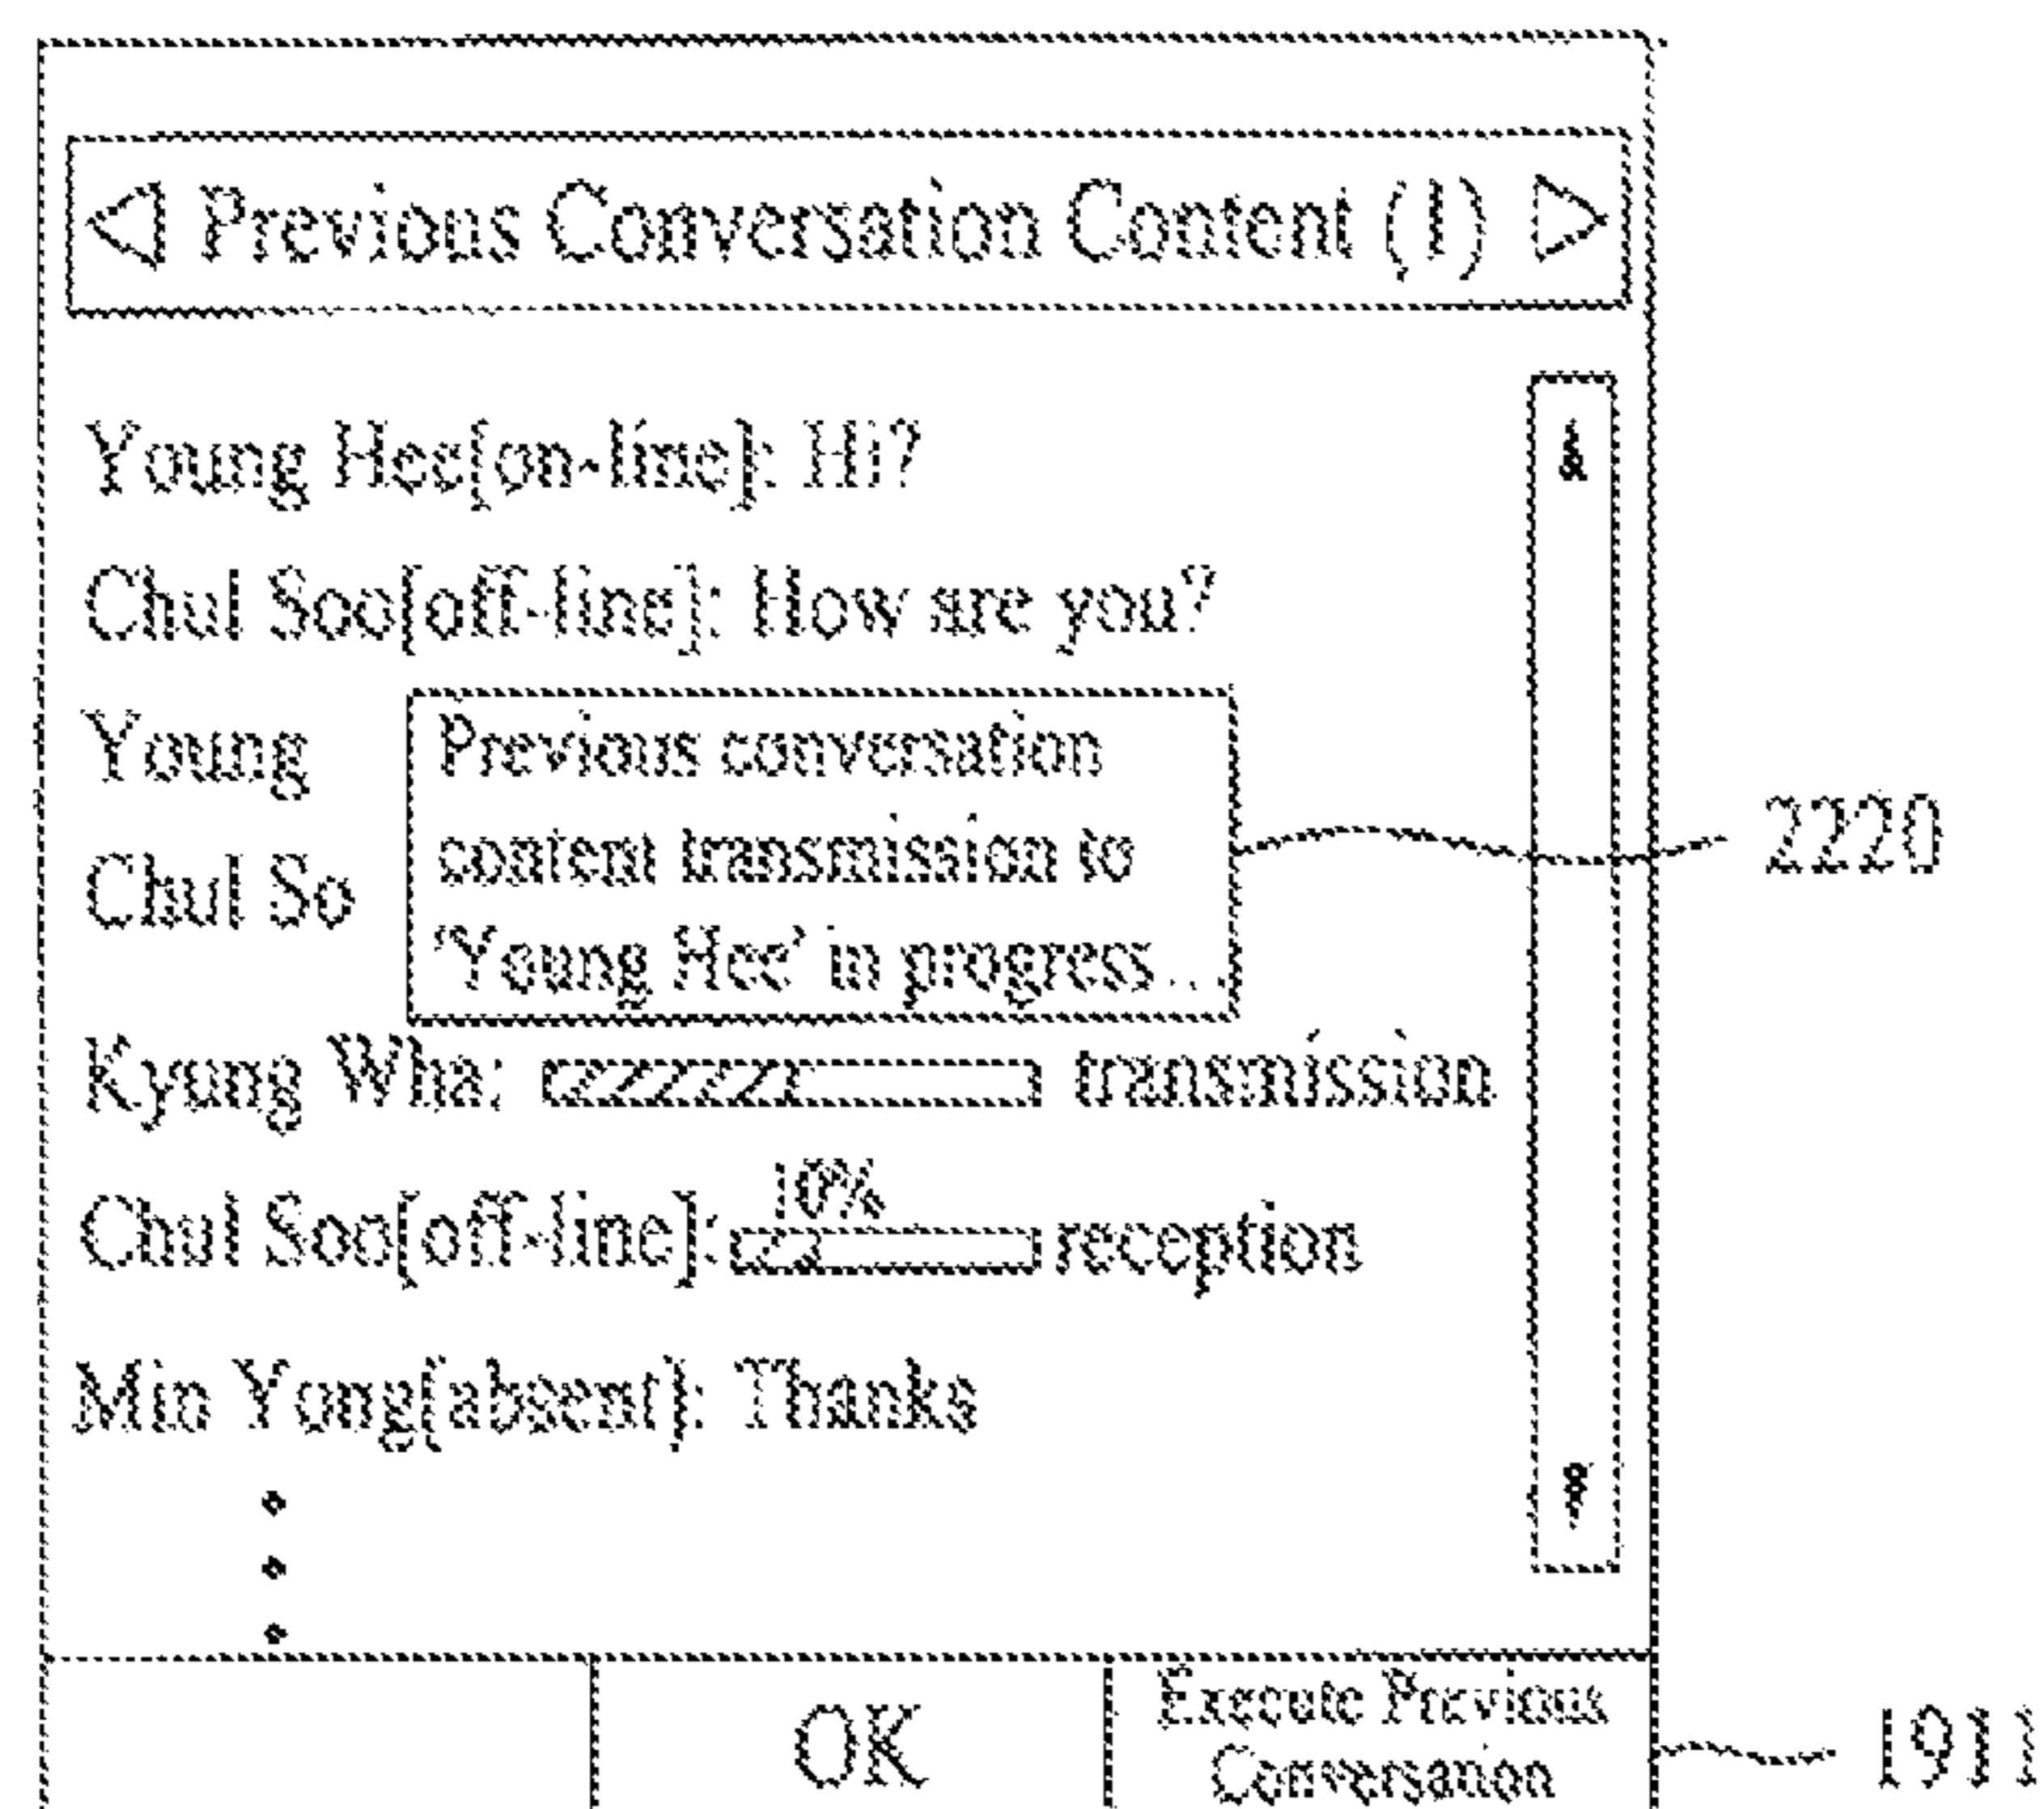 Previous Conversation Content (1)
Young Hee[on-line]: Hi?
Chul Soo[off-line]: How are you?
Young
Chul So
Previous conversation
content transmission to
'Young Hee' in progress...
2220
Kyung Wha: transmission
10%
Chul Soo[off-line]: reception
Min Yong[absent]: Thanks
OK
Execute Previous
Conversation
1911